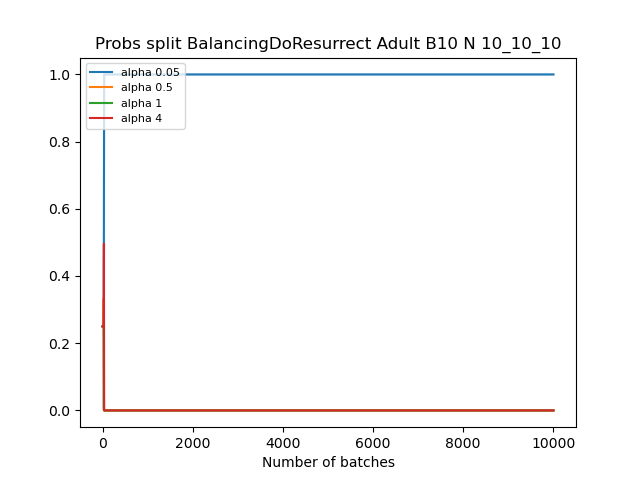 Probs split BalancingDoResurrect Adult B10 N 10_10_10
alpha 0.05
alpha 0.5
alpha 1
alpha 4
1.0
0.8
0.6
0.4
0.2
0.0
0 2000 4000 6000 8000 10000
Number of batches